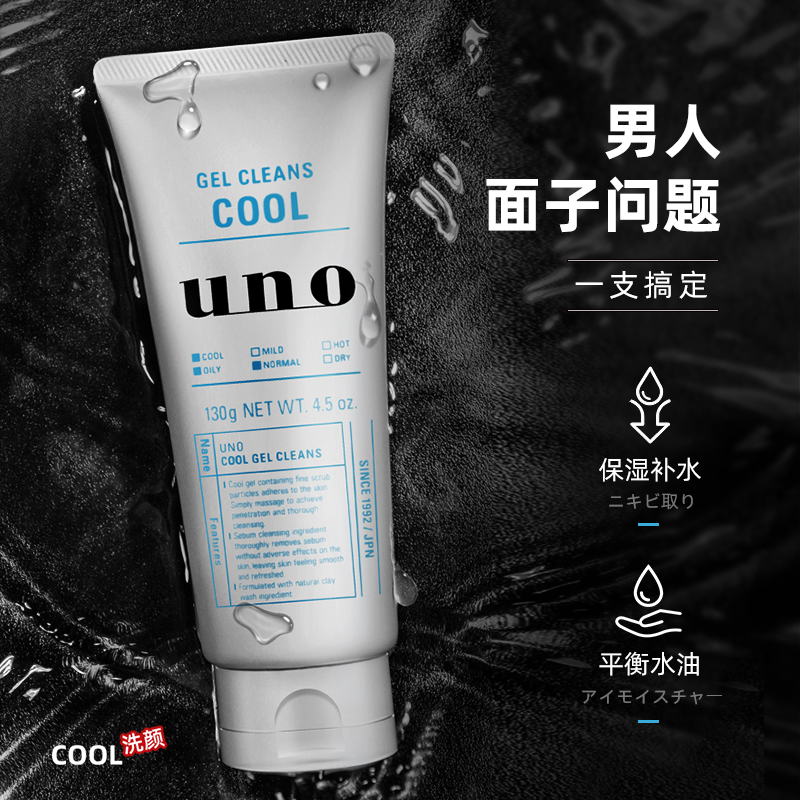 GEL CLEANS
COOL
uno
COOL
MILD
HOT
OILY
NORMAL
DRY
130g NET WT. 4.5 oz.
Name
UNO
COOL GEL CLEANS
Features
Cool gel containing fine scrub
particles adheres to the skin
Simply massage to achieve
penetration and thorough
cleansing.
Sebum cleansing ingredient
thoroughly removes sebum
without adverse effects on the
skin, leaving skin feeling smooth
and refreshed
Formulated with natural clay
wash ingredient
SINCE 1992 / JPN
男人
面子问题
一支搞定
保湿补水
ニキビ取り
平衡水油
アイモイスチャー
COOL洗颜